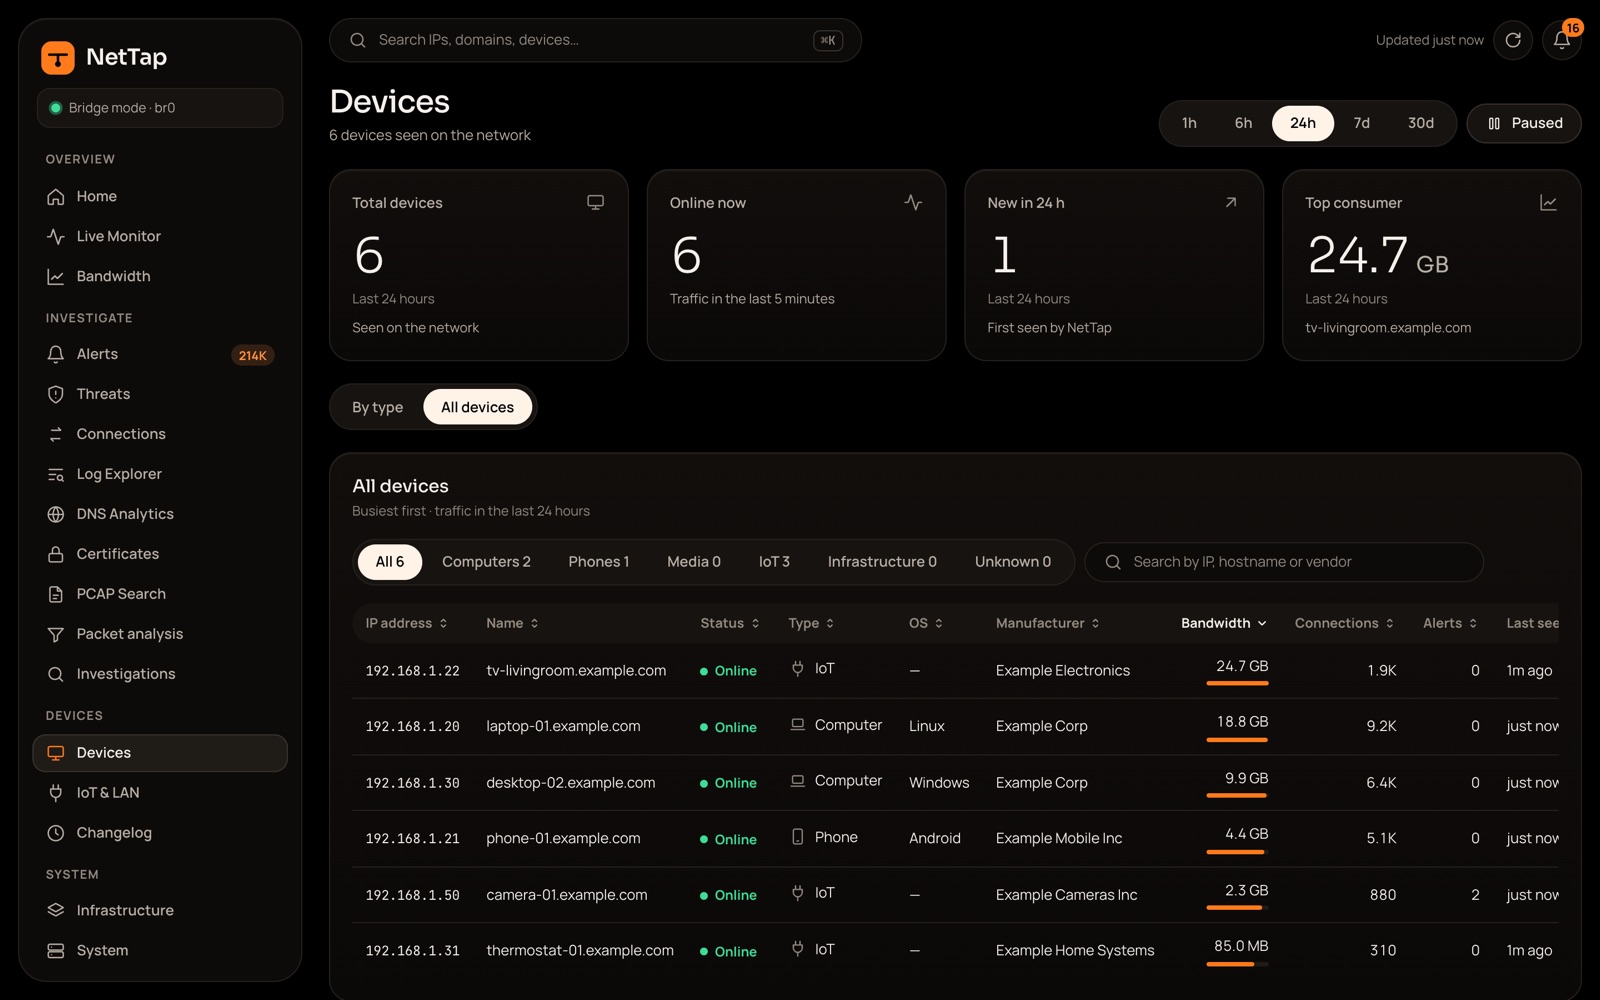 NetTap
Bridge mode · br0
OVERVIEW
Home
Live Monitor
Bandwidth
INVESTIGATE
Alerts 214K
Threats
Connections
Log Explorer
DNS Analytics
Certificates
PCAP Search
Packet analysis
Investigations
DEVICES
Devices
IoT & LAN
Changelog
SYSTEM
Infrastructure
System
Search IPs, domains, devices... ⌘K
Updated just now 16
Devices
6 devices seen on the network
1h 6h 24h 7d 30d Paused
Total devices
6
Last 24 hours
Seen on the network
Online now
6
Traffic in the last 5 minutes
New in 24 h
1
Last 24 hours
First seen by NetTap
Top consumer
24.7 GB
Last 24 hours
tv-livingroom.example.com
By type All devices
All devices
Busiest first · traffic in the last 24 hours
All 6 Computers 2 Phones 1 Media 0 IoT 3 Infrastructure 0 Unknown 0 Search by IP, hostname or vendor
IP address Name Status Type OS Manufacturer Bandwidth Connections Alerts Last see
192.168.1.22 tv-livingroom.example.com Online IoT — Example Electronics 24.7 GB 1.9K 0 1m ago
192.168.1.20 laptop-01.example.com Online Computer Linux Example Corp 18.8 GB 9.2K 0 just now
192.168.1.30 desktop-02.example.com Online Computer Windows Example Corp 9.9 GB 6.4K 0 just now
192.168.1.21 phone-01.example.com Online Phone Android Example Mobile Inc 4.4 GB 5.1K 0 just now
192.168.1.50 camera-01.example.com Online IoT — Example Cameras Inc 2.3 GB 880 2 just now
192.168.1.31 thermostat-01.example.com Online IoT — Example Home Systems 85.0 MB 310 0 1m ago